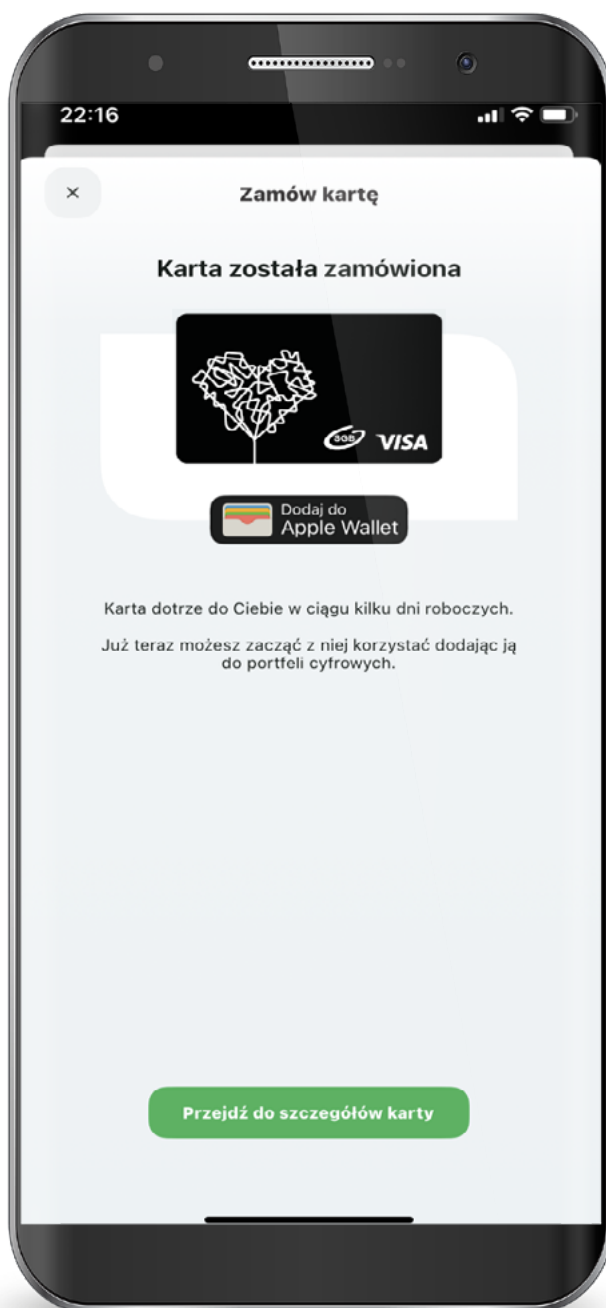 22:16
×
Zamów kartę
Karta została zamówiona
SGB VISA
Dodaj do
Apple Wallet
Karta dotrze do Ciebie w ciągu kilku dni roboczych.
Już teraz możesz zacząć z niej korzystać dodając ją
do portfeli cyfrowych.
Przejdź do szczegółów karty